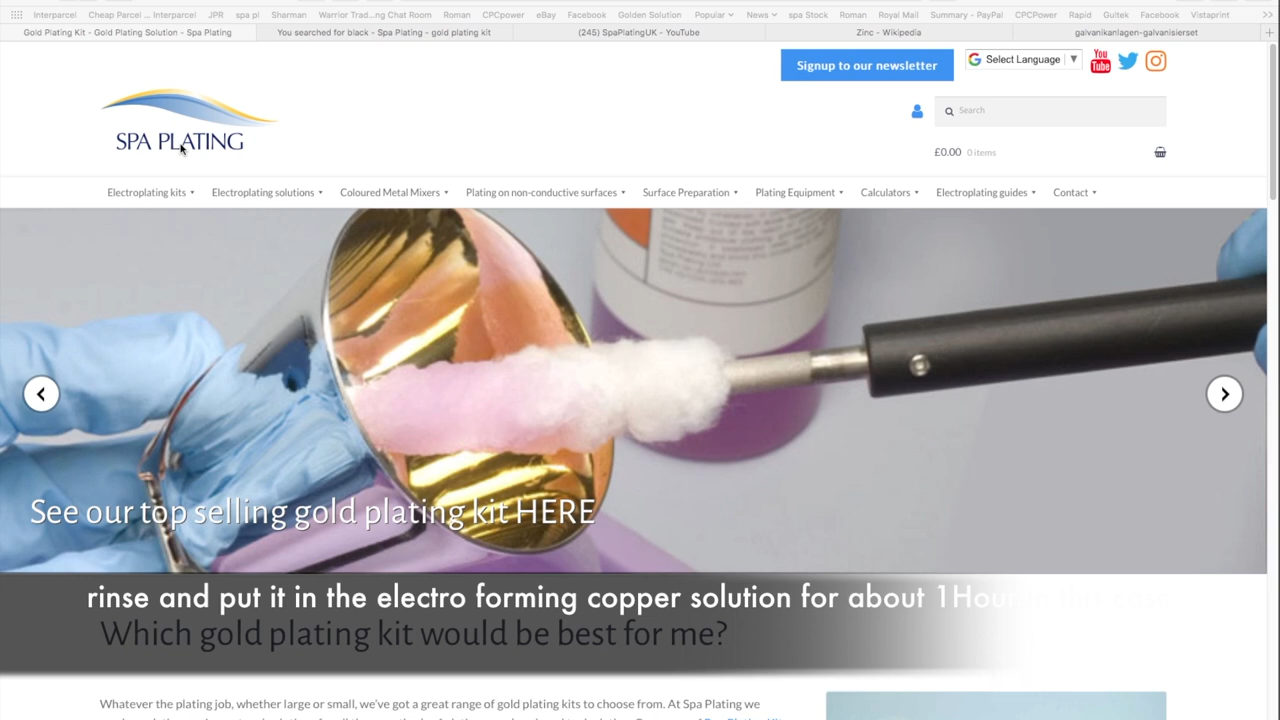 Interparcel Cheap Parcel ... Interparcel JPR spa pl Sharman Warrior Trad...ng Chat Room Roman CPCpower eBay Facebook Golden Solution Popular News spa Stock Roman Royal Mail Summary - PayPal CPCPower Rapid Guitek Facebook Vistaprint
Gold Plating Kit - Gold Plating Solution - Spa Plating You searched for black - Spa Plating - gold plating kit (245) SpaPlatingUK - YouTube Zinc - Wikipedia galvanikanlagen-galvanisierset
Signup to our newsletter
G Select Language
You Tube
SPA PLATING
Search
£0.00 0 items
Electroplating kits Electroplating solutions Coloured Metal Mixers Plating on non-conductive surfaces Surface Preparation Plating Equipment Calculators Electroplating guides Contact
See our top selling gold plating kit HERE
rinse and put it in the electro forming copper solution for about 1Hour
Which gold plating kit would be best for me?
Whatever the plating job, whether large or small, we've got a great range of gold plating kits to choose from. At Spa Plating we